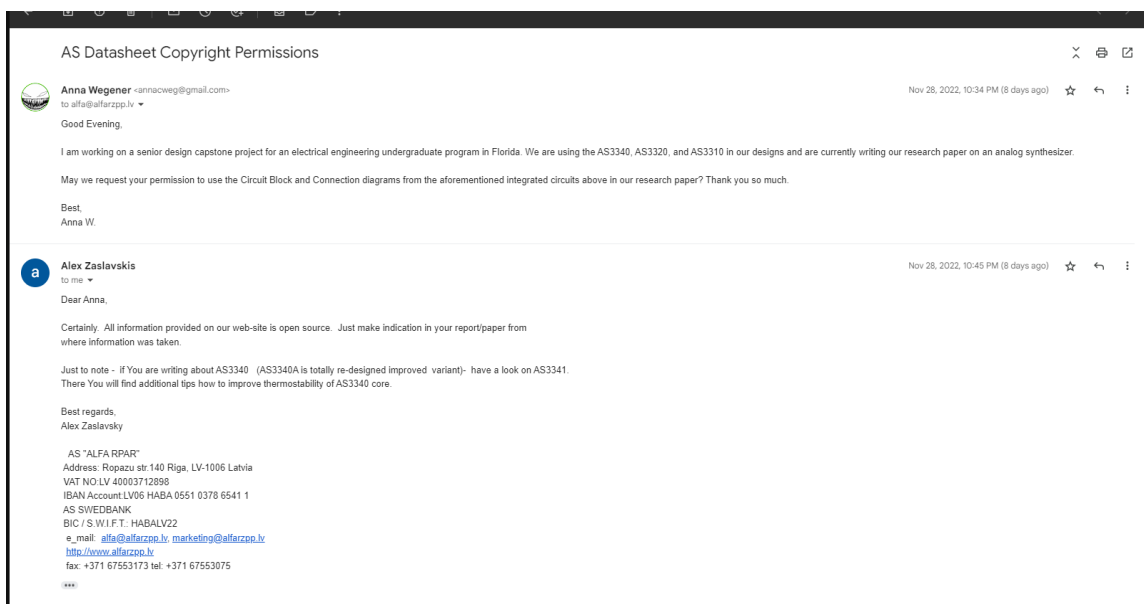 AS Datasheet Copyright Permissions
Anna Wegener <annacweg@gmail.com>
Nov 28, 2022, 10:34 PM (8 days ago)
to alfa@alfarzpp.lv
Good Evening,
I am working on a senior design capstone project for an electrical engineering undergraduate program in Florida. We are using the AS3340, AS3320, and AS3310 in our designs and are currently writing our research paper on an analog synthesizer.
May we request your permission to use the Circuit Block and Connection diagrams from the aforementioned integrated circuits above in our research paper? Thank you so much.
Best,
Anna W.
a
Alex Zaslavskis
Nov 28, 2022, 10:45 PM (8 days ago)
to me
Dear Anna,
Certainly. All information provided on our web-site is open source. Just make indication in your report/paper from
where information was taken.
Just to note - if You are writing about AS3340 (AS3340A is totally re-designed improved variant)- have a look on AS3341.
There You will find additional tips how to improve thermostability of AS3340 core.
Best regards,
Alex Zaslavsky
AS "ALFA RPAR"
Address: Ropazu str.140 Riga, LV-1006 Latvia
VAT NO:LV 40003712898
IBAN Account:LV06 HABA 0551 0378 6541 1
AS SWEDBANK
BIC / S.W.I.F.T.: HABALV22
e_mail: alfa@alfarzpp.lv, marketing@alfarzpp.lv
http://www.alfarzpp.lv
fax: +371 67553173 tel: +371 67553075